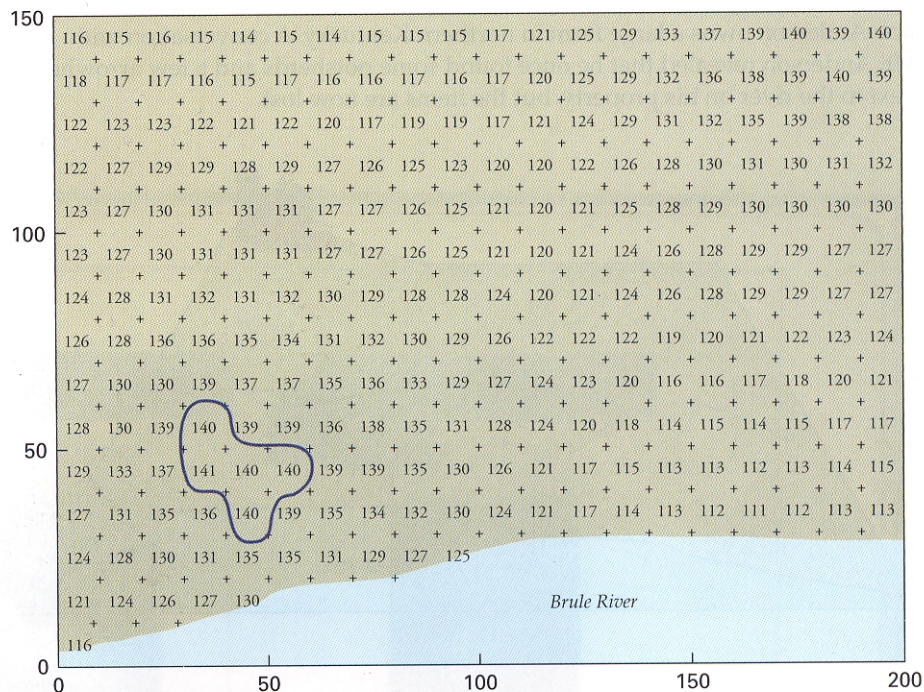 150
116 115 116 115 114 115 114 115 115 115 117 121 125 129 133 137 139 140 139 140
118 117 117 116 115 117 116 116 116 116 117 120 125 129 132 136 138 139 140 139
122 123 123 122 121 122 120 117 119 119 117 121 124 129 131 132 135 139 138 138
122 127 129 129 128 129 127 126 125 123 120 120 122 126 128 130 131 130 131 132
123 127 130 131 131 131 127 127 126 125 121 120 121 125 128 129 130 130 130 130
100
123 127 130 131 131 131 127 127 126 125 121 120 121 124 126 128 129 129 127 127
124 128 131 132 131 132 130 129 128 128 124 120 121 124 126 128 129 129 127 127
126 128 136 136 135 134 131 132 130 129 126 122 122 122 119 120 121 122 123 124
127 130 130 139 137 137 135 136 133 129 127 124 123 120 116 116 117 118 120 121
128 130 139 140 139 139 136 138 135 131 128 124 120 118 114 115 114 115 117 117
50
129 133 137 141 140 140 139 139 135 130 126 121 117 115 113 113 112 113 114 115
127 131 135 136 140 139 135 134 132 130 124 121 117 114 113 112 111 112 113 113
124 128 130 131 135 135 131 129 127 125
121 124 126 127 130
Brule River
116
0
0 50 100 150 200